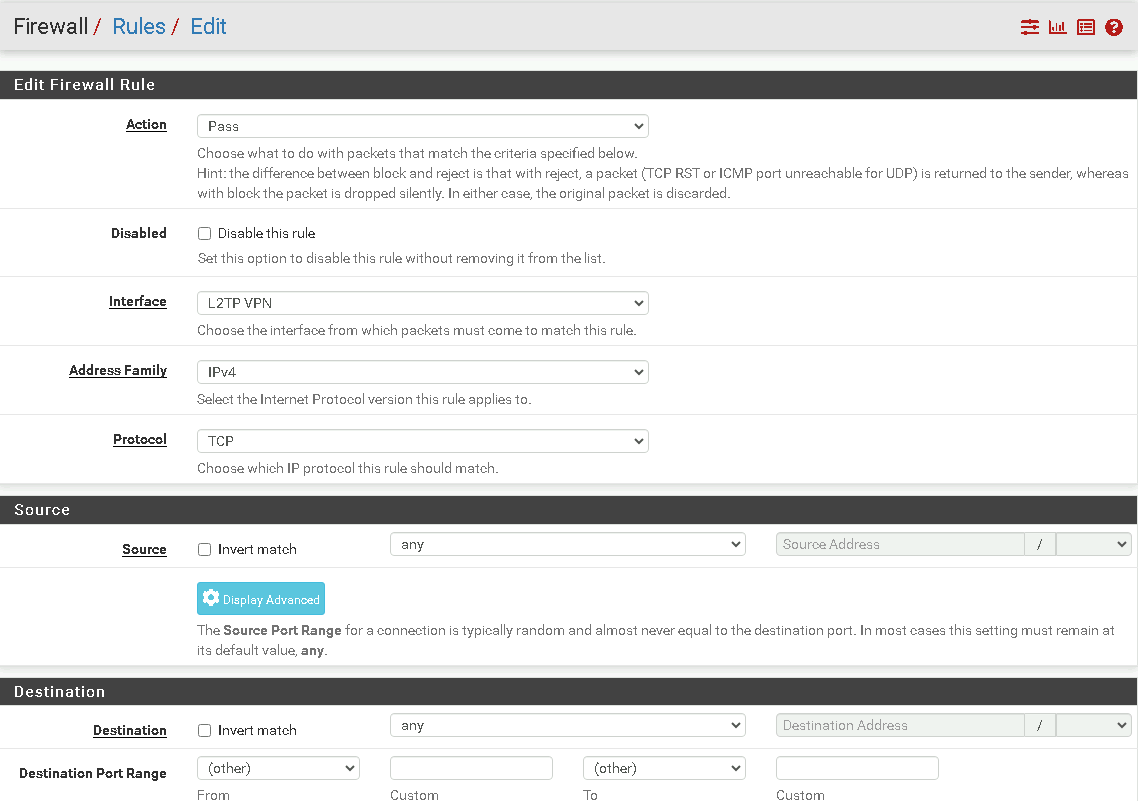 Firewall / Rules / Edit
Edit Firewall Rule
Action
Pass
Choose what to do with packets that match the criteria specified below.
Hint: the difference between block and reject is that with reject, a packet (TCP RST or ICMP port unreachable for UDP) is returned to the sender, whereas
with block the packet is dropped silently. In either case, the original packet is discarded.
Disabled
Disable this rule
Set this option to disable this rule without removing it from the list.
Interface
L2TP VPN
Choose the interface from which packets must come to match this rule.
Address Family
IPv4
Select the Internet Protocol version this rule applies to.
Protocol
TCP
Choose which IP protocol this rule should match.
Source
Source
Invert match
any
Source Address /
Display Advanced
The Source Port Range for a connection is typically random and almost never equal to the destination port. In most cases this setting must remain at
its default value, any.
Destination
Destination
Invert match
any
Destination Address /
Destination Port Range
(other) (other)
From Custom To Custom